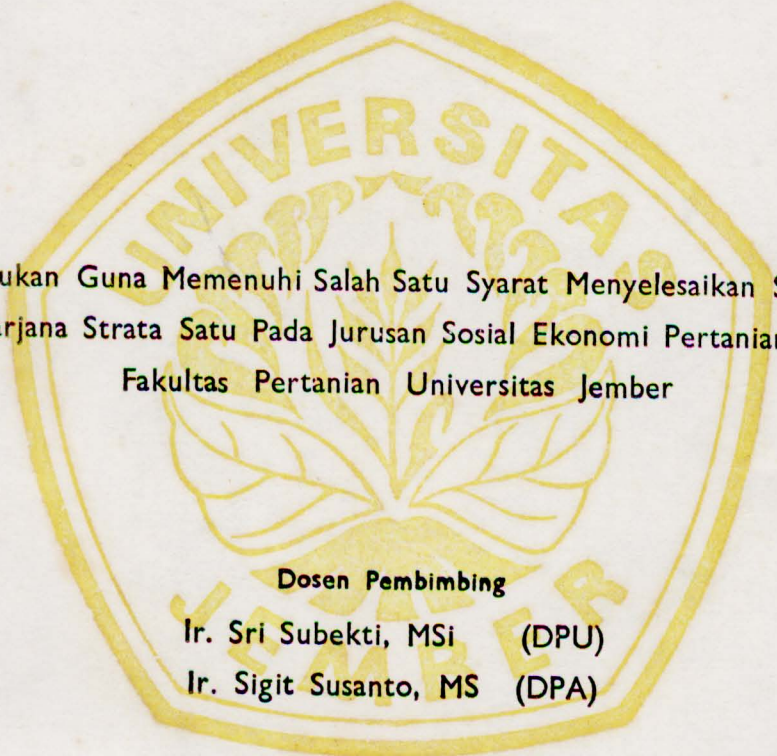 UNIVERSITAS
ukan Guna Memenuhi Salah Satu Syarat Menyelesaikan S
arjana Strata Satu Pada Jurusan Sosial Ekonomi Pertanian
Fakultas Pertanian Universitas Jember
Dosen Pembimbing
Ir. Sri Subekti, MSi (DPU)
Ir. Sigit Susanto, MS (DPA)
JEMBER